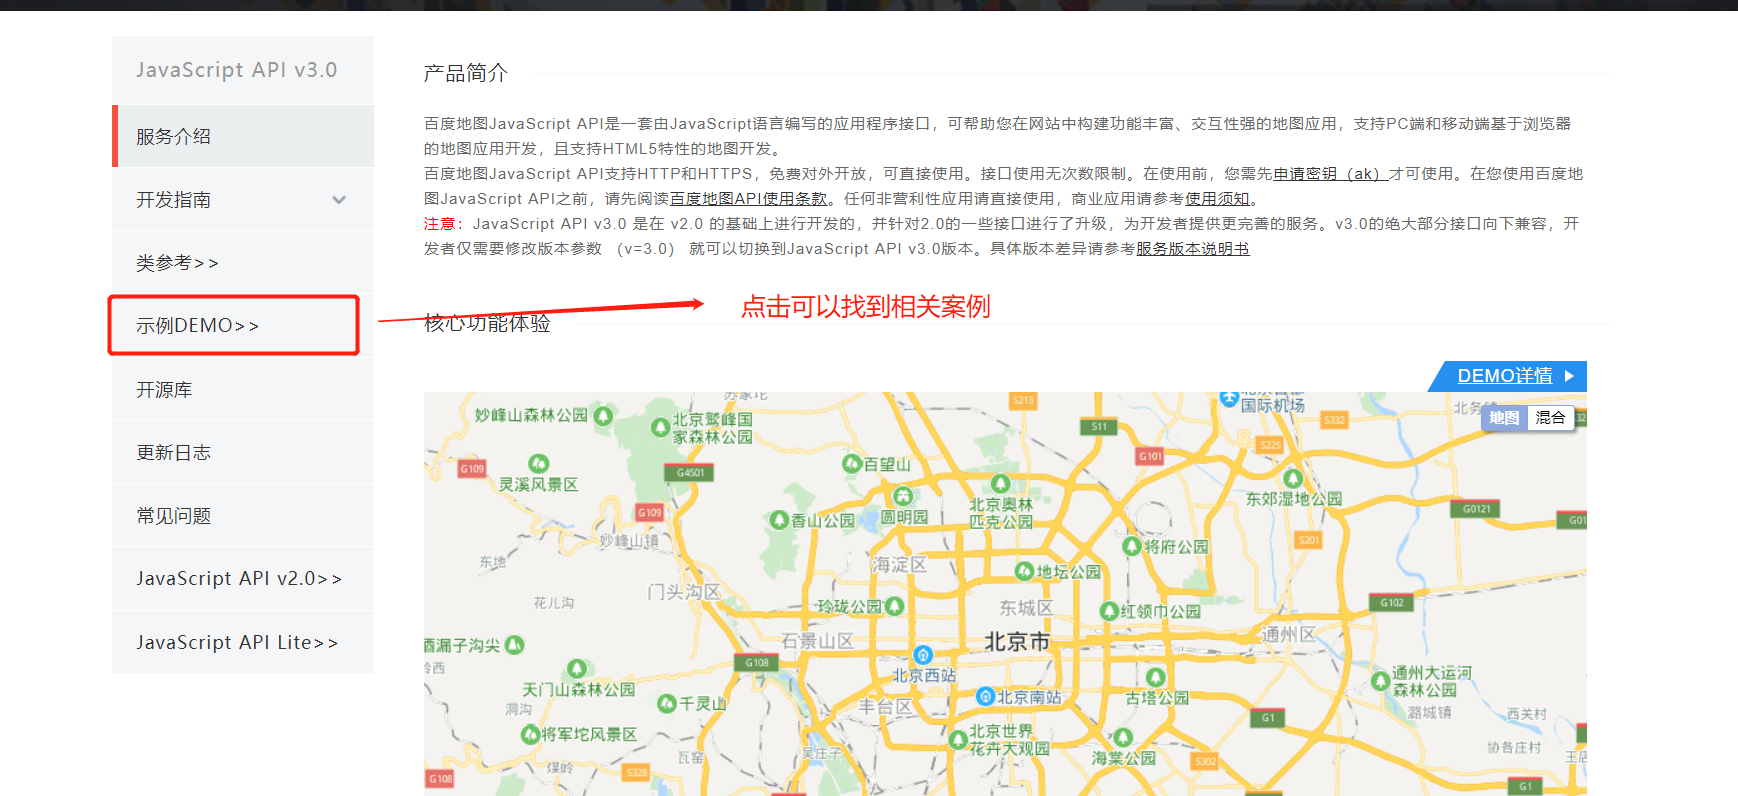 JavaScript API v3.0
服务介绍
开发指南
类参考>>
示例DEMO>>
开源库
更新日志
常见问题
JavaScript API v2.0>>
JavaScript API Lite>>
产品简介
百度地图JavaScript API是一套由JavaScript语言编写的应用程序接口，可帮助您在网站中构建功能丰富、交互性强的地图应用，支持PC端和移动端基于浏览器
的地图应用开发，且支持HTML5特性的地图开发。
百度地图JavaScript API支持HTTP和HTTPS，免费对外开放，可直接使用。接口使用无次数限制。在使用前，您需先申请密钥（ak）才可使用。在您使用百度地
图JavaScript API之前，请先阅读百度地图API使用条款。任何非营利性应用请直接使用，商业应用请参考使用须知。
注意：JavaScript API v3.0 是在 v2.0 的基础上进行开发的，并针对2.0的一些接口进行了升级，为开发者提供更完善的服务。v3.0的绝大部分接口向下兼容，开
发者仅需要修改版本参数 （v=3.0） 就可以切换到JavaScript API v3.0版本。具体版本差异请参考服务版本说明书
点击可以找到相关案例
核心功能体验
DEMO详情
地图 混合
苏家坨
S213
国际机场
S332
北务
妙峰山森林公园
北京鹫峰国
家森林公园
S11
S225
G101
G109
灵溪风景区
G4501
百望山
北京奥林
匹克公园
东郊湿地公园
G0121
G01
G109
香山公园
圆明园
S201
妙峰山镇
东地
海淀区
将府公园
地坛公园
门头沟区
花儿沟
玲珑公园
东城区
红领巾公园
G102
石景山区
北京市
通州区
酒漏子沟尖
岭西
G108
北京西站
天门山森林公园
北京南站
古塔公园
通州大运河
森林公园
洞沟
千灵山
丰台区
G1
潞城镇
西关村
将军坨风景区
北京世界
花卉大观园
瓦窑
吴庄子
海棠公园
协各庄村
王店
煤岭
S328
S302
G108
G1